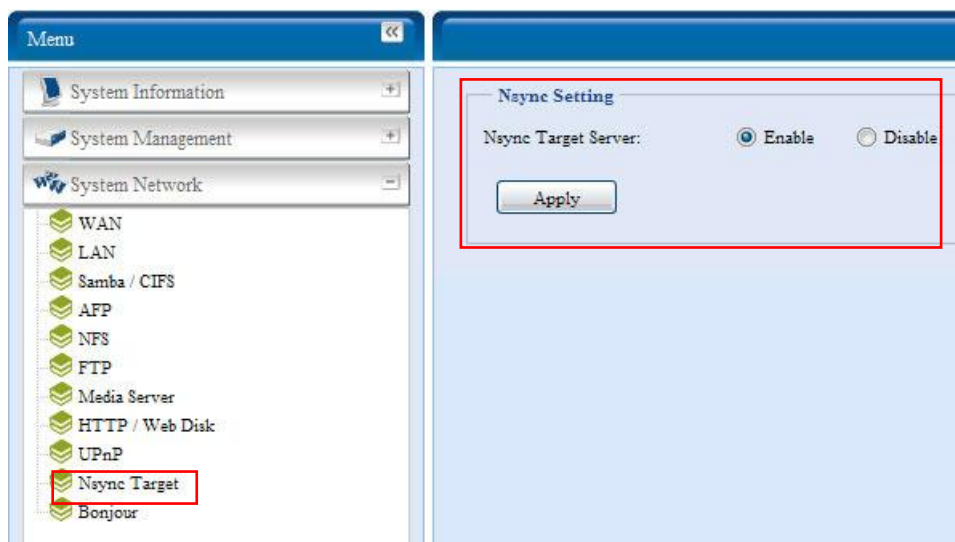 Menu
System Information
System Management
System Network
WAN
LAN
Samba / CIFS
AFP
NFS
FTP
Media Server
HTTP / Web Disk
UPnP
Nsync Target
Bonjour
Nsync Setting
Nsync Target Server: Enable Disable
Apply